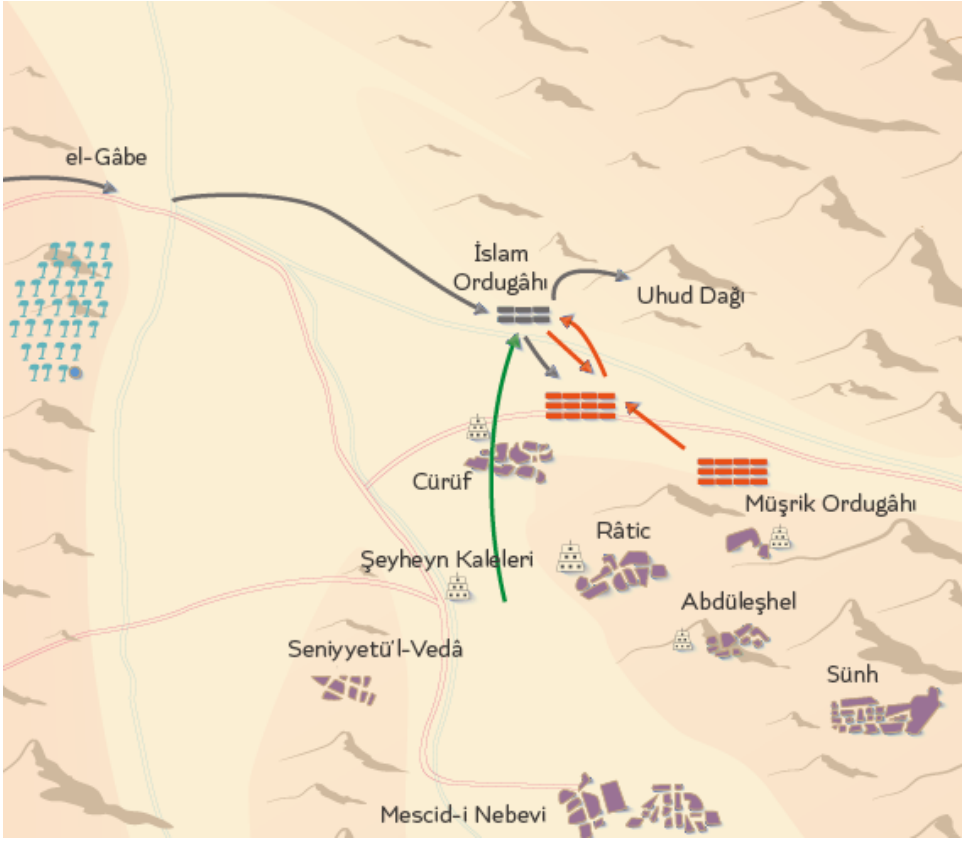 el-Gâbe
İslam
Ordugâhı
Uhud Dağı
Cürüf
Müşrik Ordugâhı
Râtic
Şeyheyn Kaleleri
Abdüleşhel
Seniyyetü'l-Vedâ
Sünh
Mescid-i Nebevi